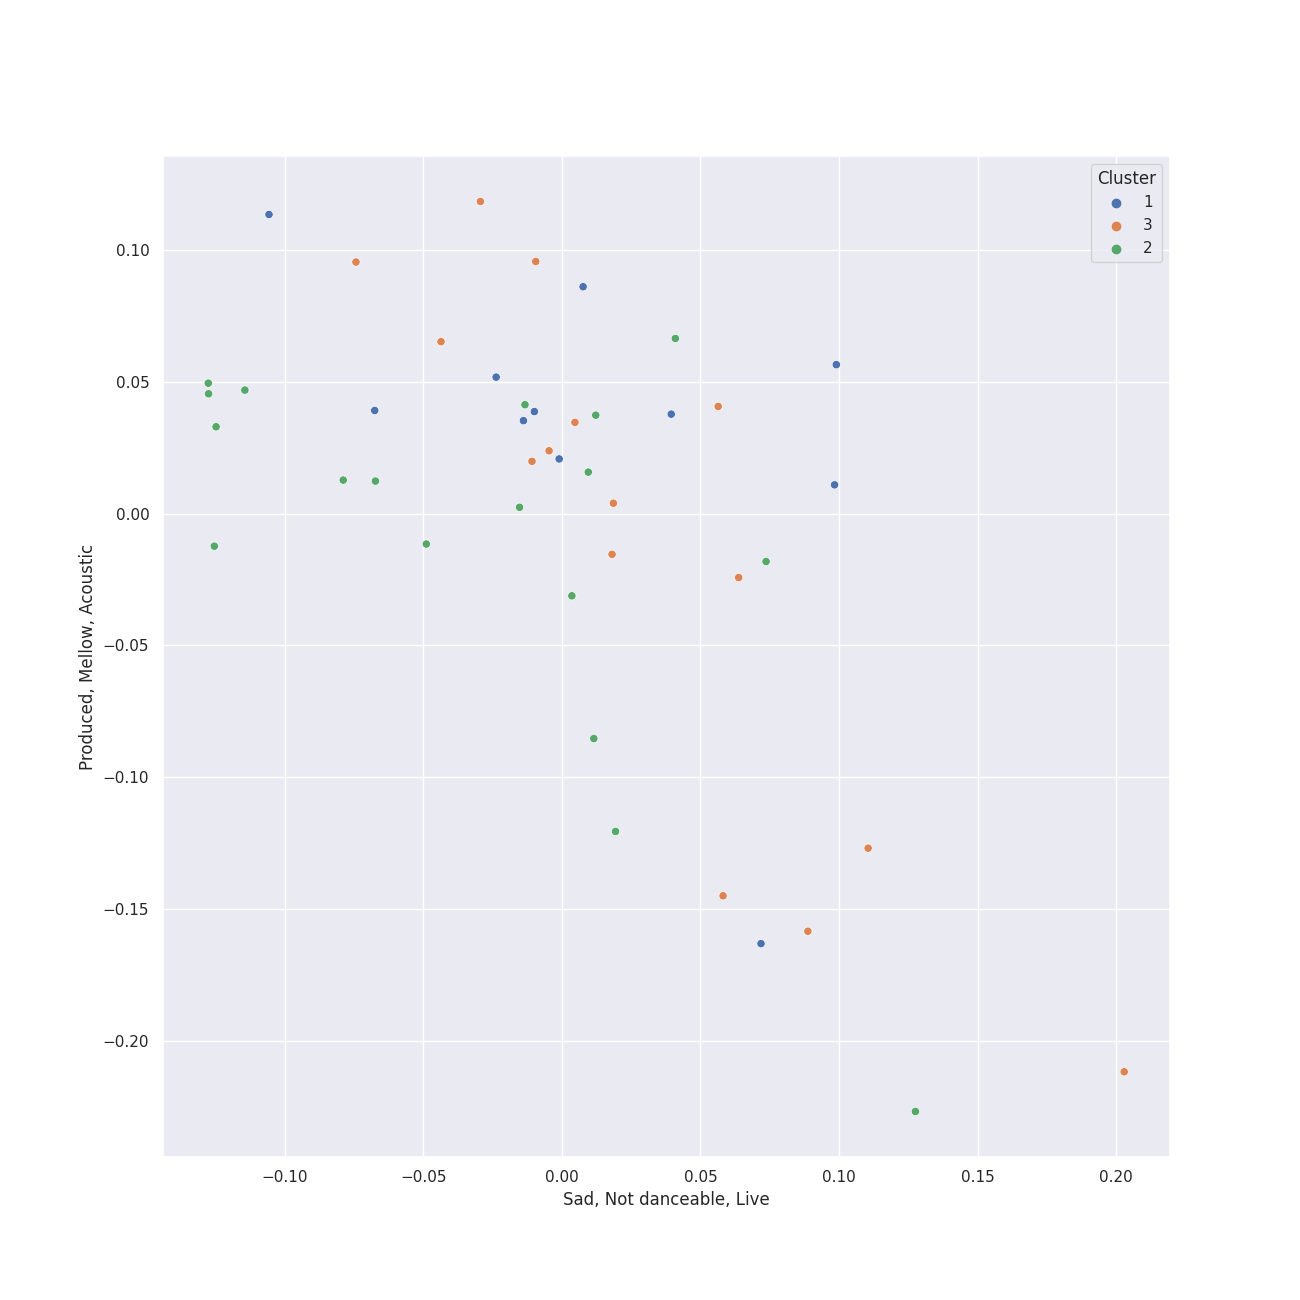 Cluster
1
3
2
0.10
0.05
0.00
−0.05
−0.10
−0.15
−0.20
Produced, Mellow, Acoustic
−0.10 −0.05 0.00 0.05 0.10 0.15 0.20
Sad, Not danceable, Live